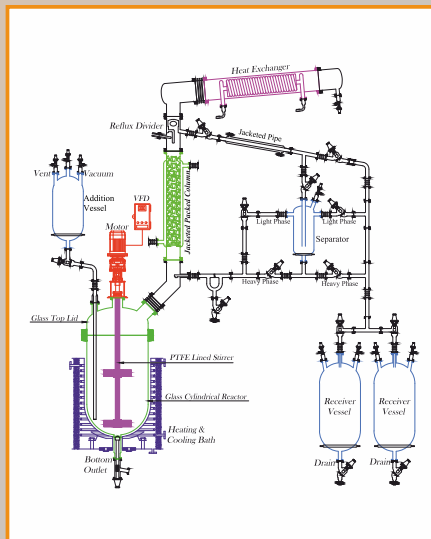 Heat Exchanger
Reflux Divider
Jacketed Pipe
Vent
Vacuum
Addition
Vessel
VFD
Motor
Jacketed Packed Column
Light Phase
Light Phase
Separator
Heavy Phase
Heavy Phase
Glass Top Lid
PTFE Lined Stirrer
Glass Cylindrical Reactor
Receiver
Vessel
Receiver
Vessel
Heating &
Cooling Bath
Bottom
Outlet
Drain
Drain